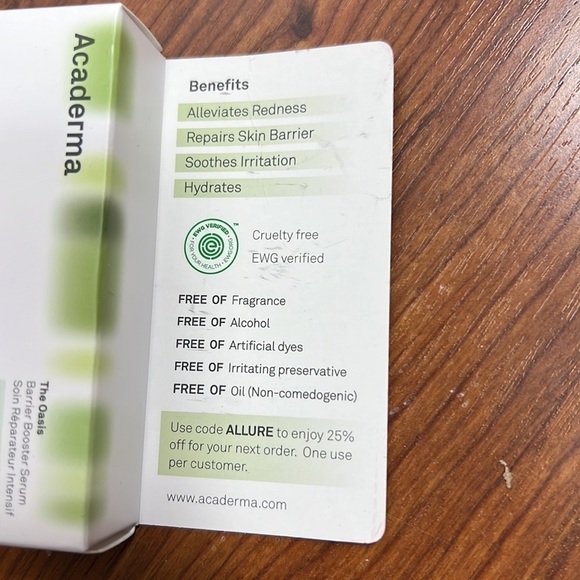 Acaderma
The Oasis
Barrier Booster Serum
Soin Réparateur Intensif
Benefits
Alleviates Redness
Repairs Skin Barrier
Soothes Irritation
Hydrates
EWG VERIFIED
FOR YOUR HEALTH
TM
Cruelty free
EWG verified
FREE OF Fragrance
FREE OF Alcohol
FREE OF Artificial dyes
FREE OF Irritating preservative
FREE OF Oil (Non-comedogenic)
Use code ALLURE to enjoy 25%
off for your next order. One use
per customer.
www.acaderma.com